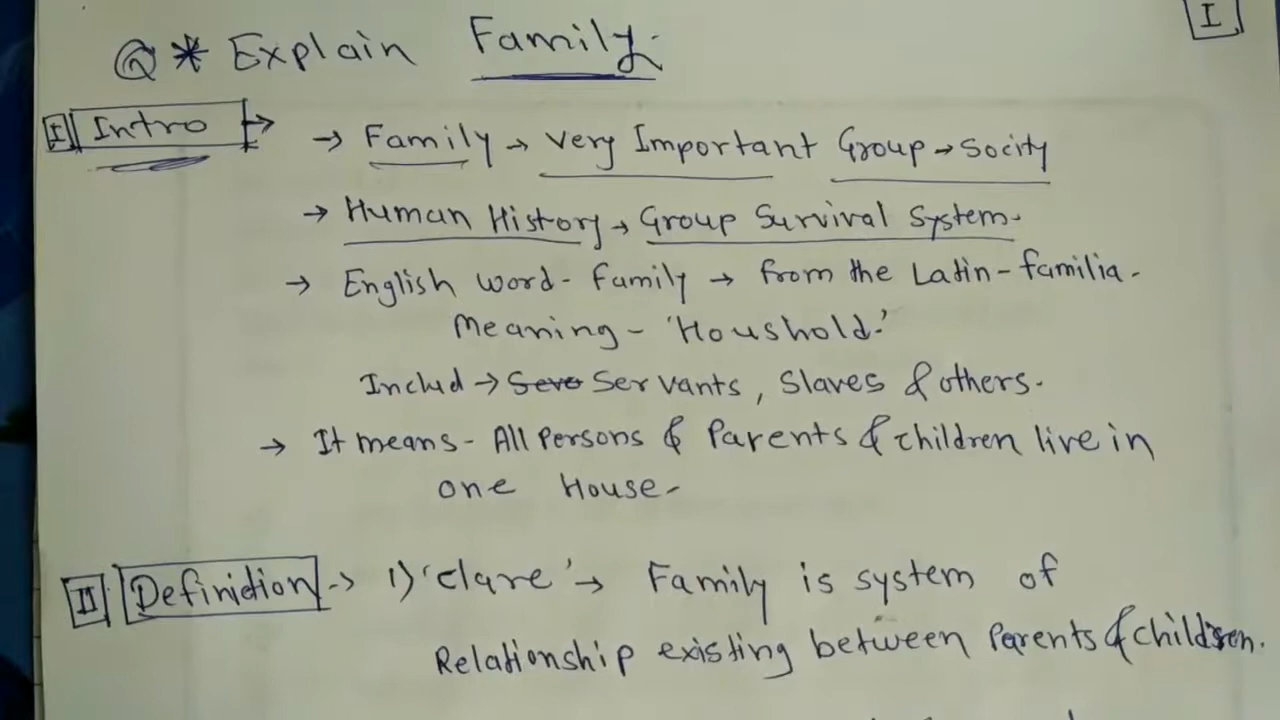 I
Q * Explain Family.
I Intro → → Family → Very Important Group → Socity
→ Human History → Group Survival System.
→ English word - Family → from the Latin - familia -
Meaning - 'Houshold.'
Includ → Servants, Slaves & others.
→ It means - All Persons & Parents & children live in
one House -
II Definition → 1) 'clare' → Family is system of
Relationship existing between Parents & children.